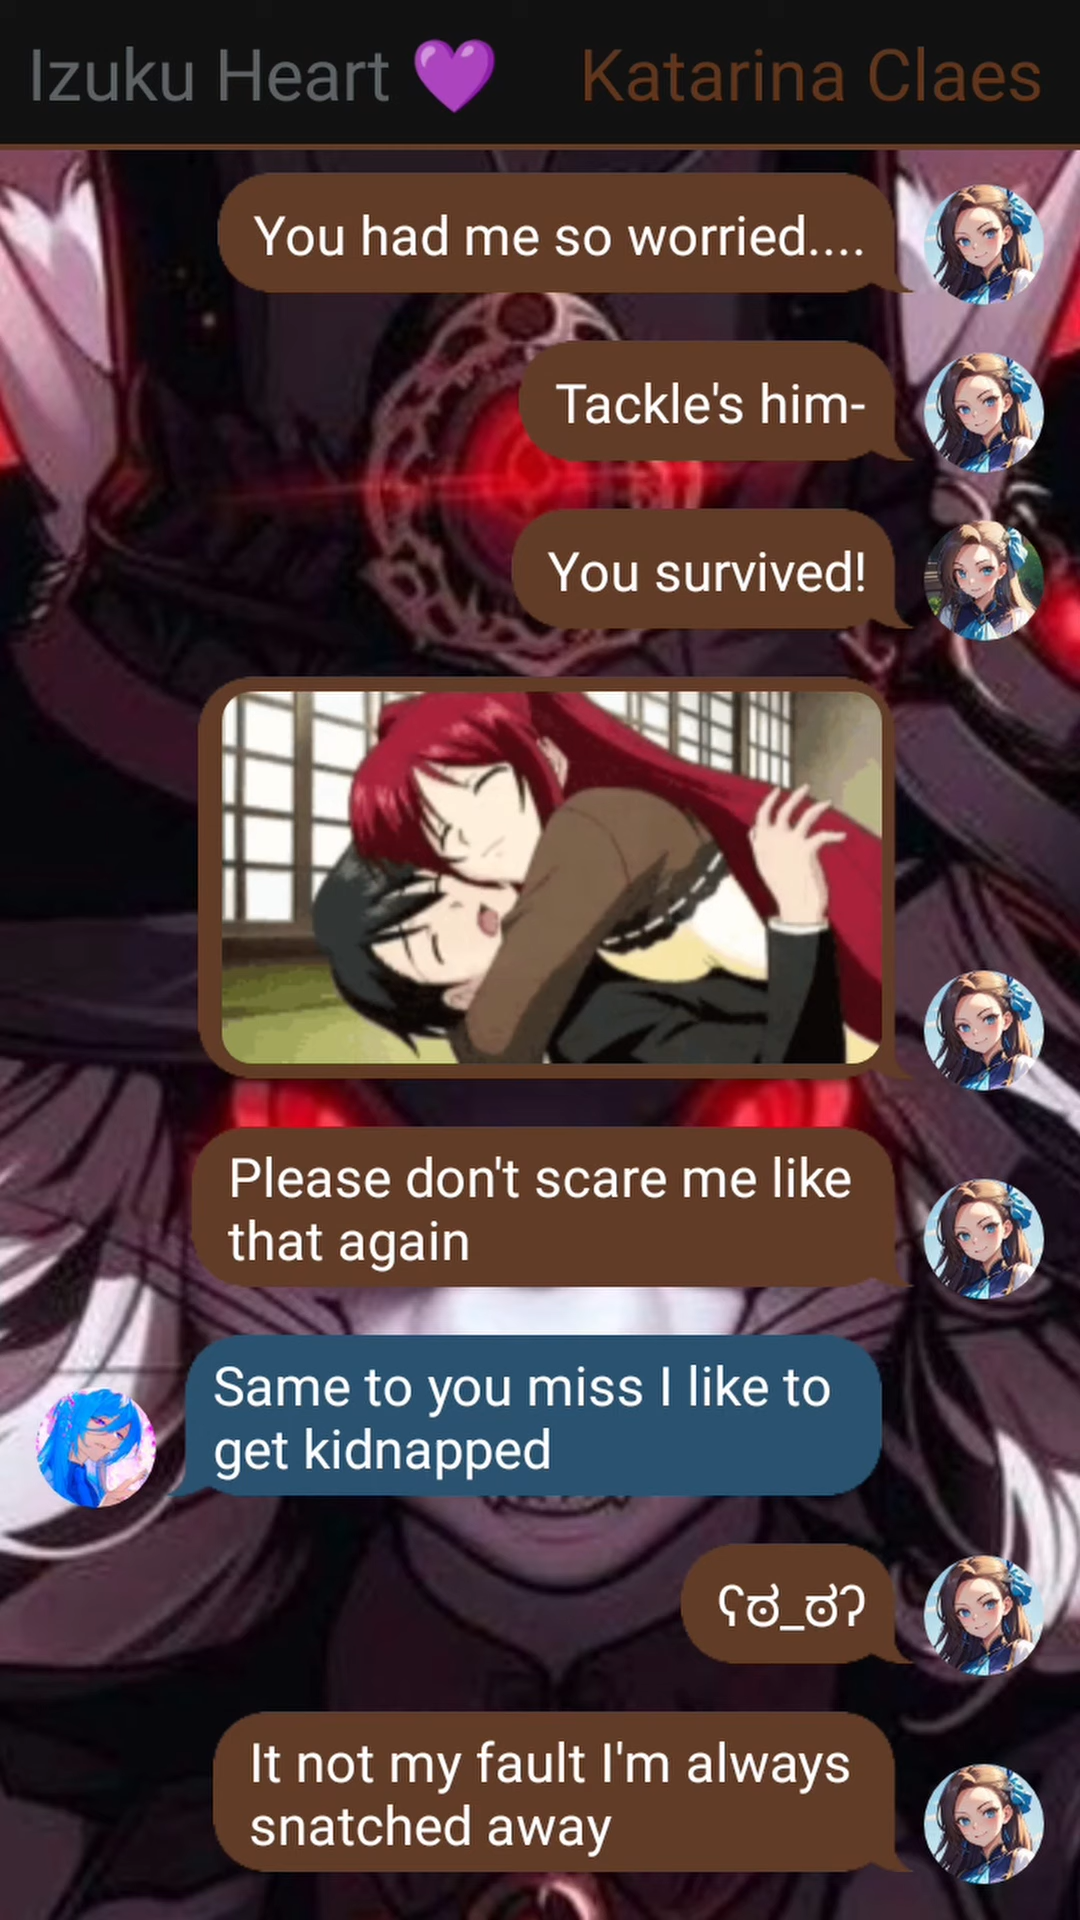 Izuku Heart 💜 Katarina Claes
You had me so worried....
Tackle's him-
You survived!
Please don't scare me like
that again
Same to you miss I like to
get kidnapped
ʕಠ_ಠʔ
It not my fault I'm always
snatched away